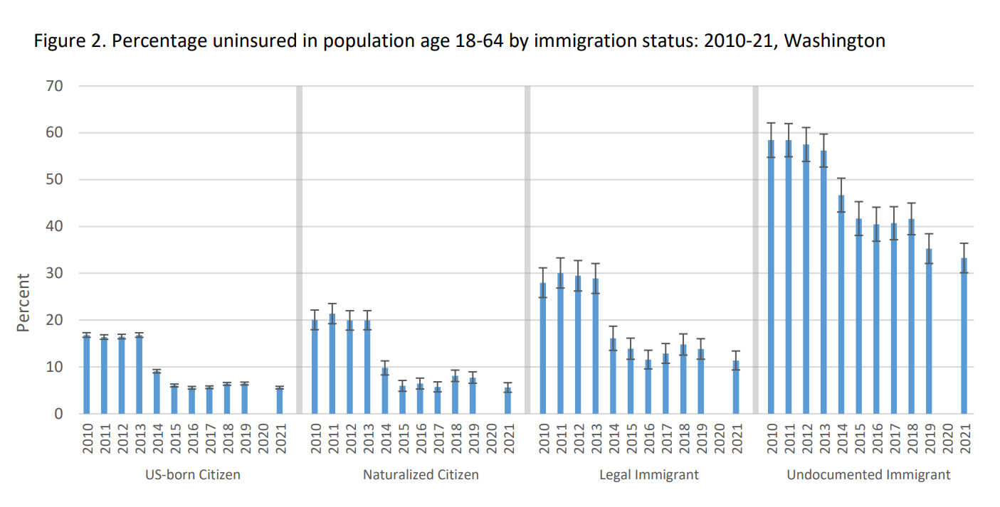 Figure 2. Percentage uninsured in population age 18-64 by immigration status: 2010-21, Washington
70
60
50
40
30
20
10
0
Percent
2010 2011 2012 2013 2014 2015 2016 2017 2018 2019 2020 2021 2010 2011 2012 2013 2014 2015 2016 2017 2018 2019 2020 2021 2010 2011 2012 2013 2014 2015 2016 2017 2018 2019 2020 2021 2010 2011 2012 2013 2014 2015 2016 2017 2018 2019 2020 2021
US-born Citizen Naturalized Citizen Legal Immigrant Undocumented Immigrant